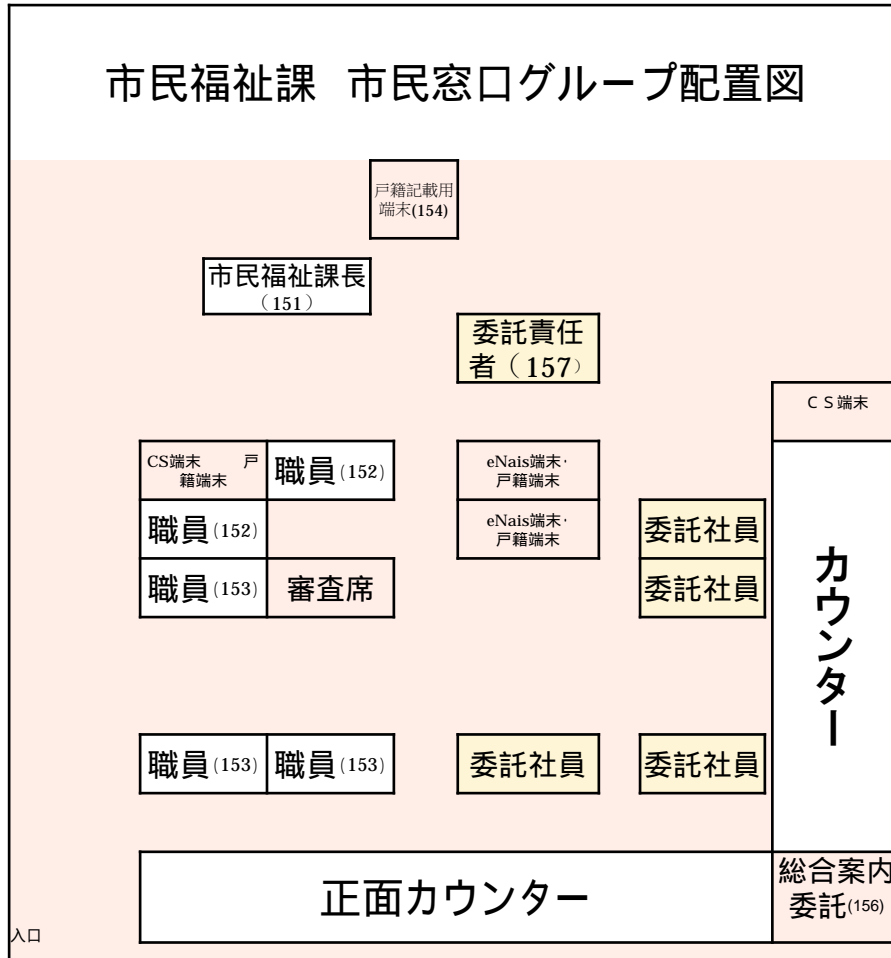 市民福祉課 市民窓口グループ配置図
戸籍記載用
端末(154)
市民福祉課長
(151)
委託責任
者(157)
CS端末
CS端末 戸
籍端末
職員(152)
eNais端末・
戸籍端末
職員(152)
eNais端末・
戸籍端末
委託社員
職員(153)
審査席
委託社員
カウンター
職員(153)
職員(153)
委託社員
委託社員
正面カウンター
総合案内
委託(156)
入口